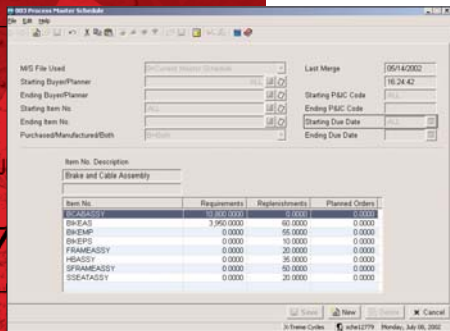 003 Process Master Schedule
File Edit Help
M/S File Used
Last Merge 05/14/2002
Starting Buyer/Planner ALL 16:24:42
Ending Buyer/Planner Starting P&IC Code ALL
Starting Item No. ALL Ending P&IC Code
Ending Item No. Starting Due Date ALL
Purchased/Manufactured/Both Ending Due Date
Item No. Description
Brake and Cable Assembly
Item No. Requirements Replenishments Planned Orders
BCABASSY 10,800.0000 0.0000 0.0000
BIKEAS 3,950.0000 60.0000 0.0000
BIKEMP 0.0000 55.0000 0.0000
BIKEPS 0.0000 10.0000 0.0000
FRAMEASSY 0.0000 20.0000 0.0000
HBASSY 0.0000 35.0000 0.0000
SFRAMEASSY 0.0000 50.0000 0.0000
SSEATASSY 0.0000 20.0000 0.0000
Save New Delete Cancel
X-Treme Cycles Monday, July 08, 2002